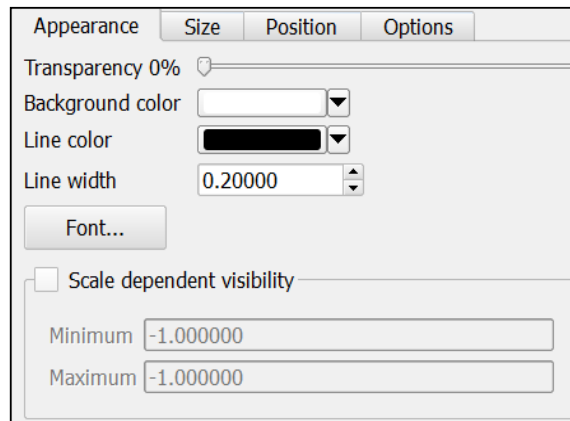 Appearance Size Position Options
Transparency 0%
Background color
Line color
Line width 0.20000
Font...
Scale dependent visibility
Minimum -1.000000
Maximum -1.000000